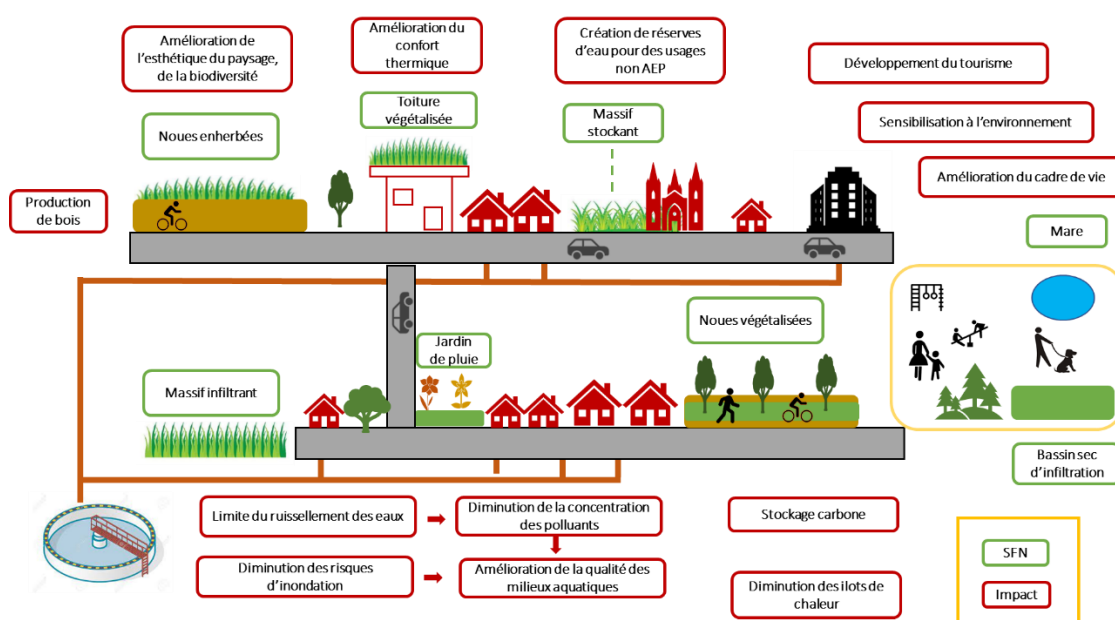 Amélioration de
l'esthétique du paysage,
de la biodiversité
Amélioration du
confort
thermique
Création de réserves
d'eau pour des usages
non AEP
Développement du tourisme
Toiture
végétalisée
Massif
stockant
Noues enherbées
Sensibilisation à l'environnement
Amélioration du cadre de vie
Production
de bois
Mare
Noues végétalisées
Jardin
de pluie
Massif infiltrant
Bassin sec
d'infiltration
Limite du ruissellement des eaux
Diminution de la concentration
des polluants
Stockage carbone
Diminution des risques
d'inondation
Amélioration de la qualité des
milieux aquatiques
Diminution des ilots de
chaleur
SFN
Impact